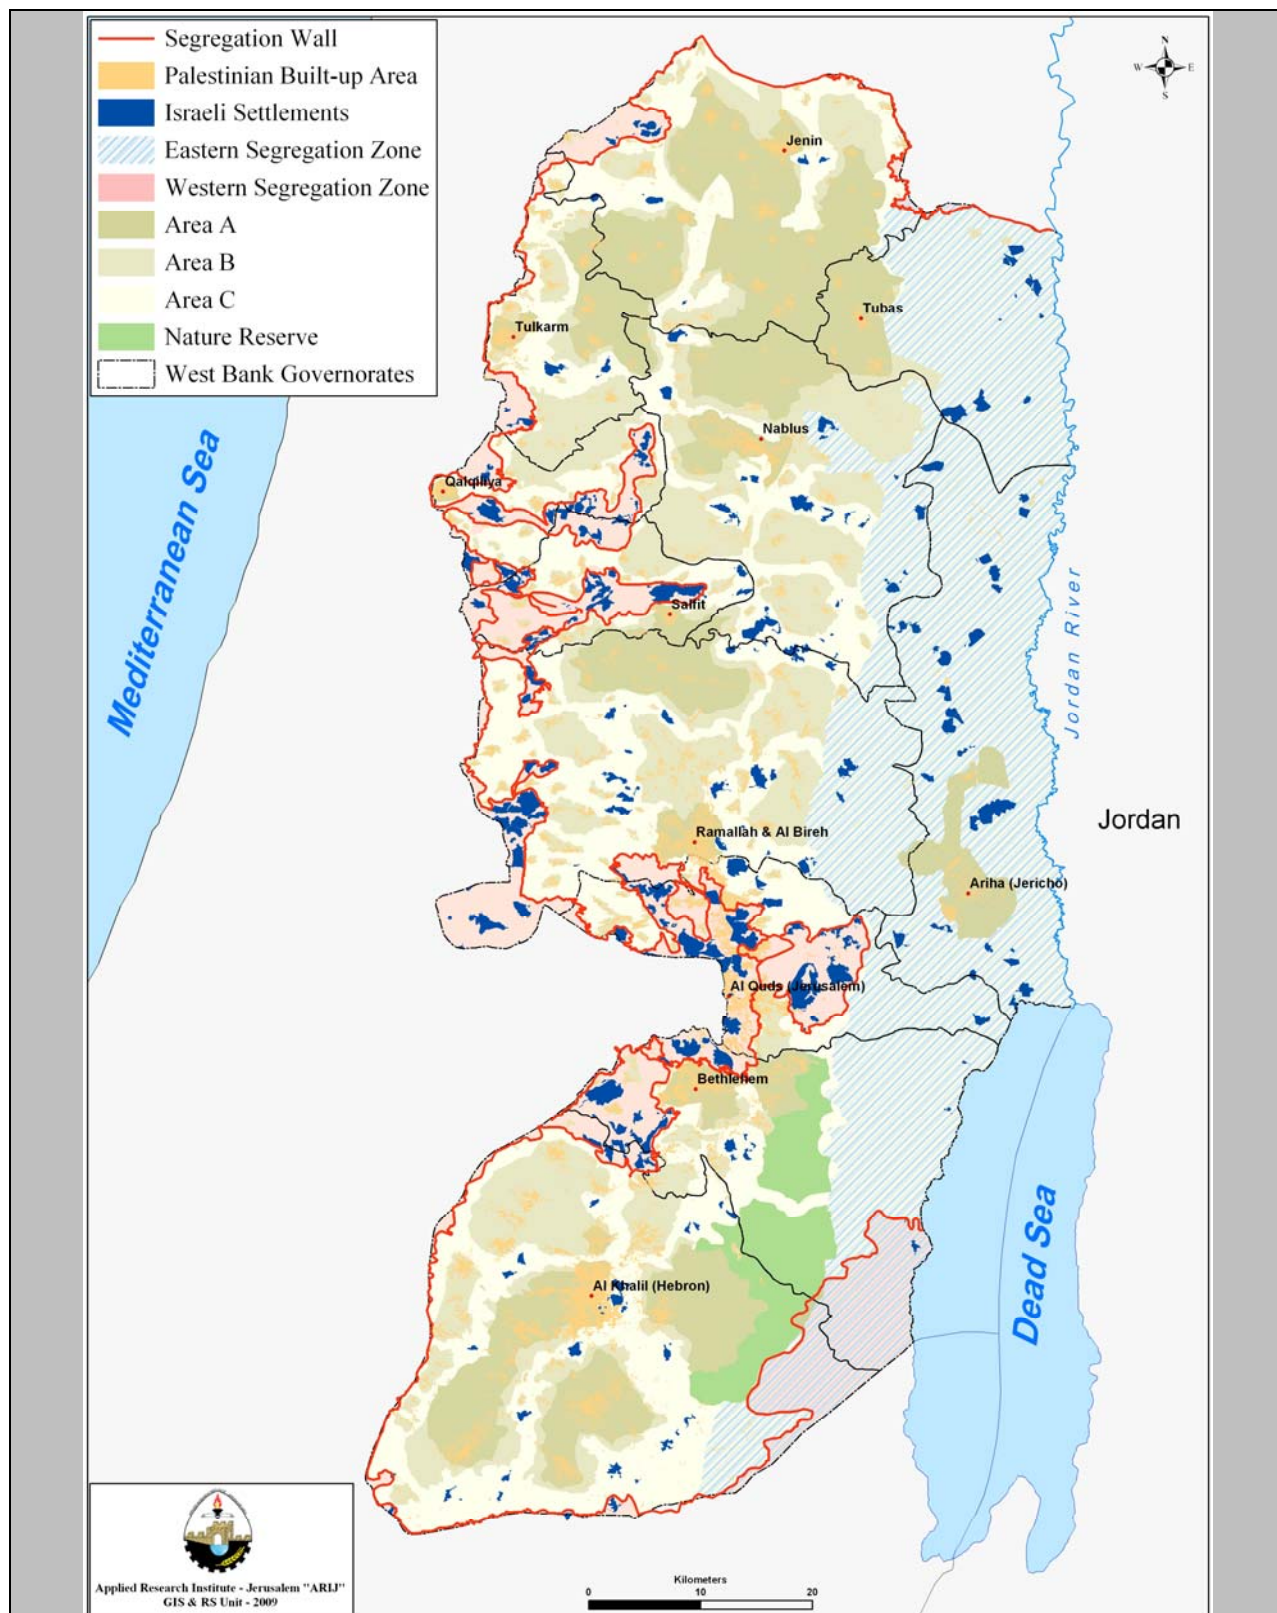 Segregation Wall
Palestinian Built-up Area
Israeli Settlements
Eastern Segregation Zone
Western Segregation Zone
Area A
Area B
Area C
Nature Reserve
West Bank Governorates
N
W
E
S
Jenin
Tubas
Tulkarm
Nablus
Qalqiliya
Mediterranean Sea
Salfit
Jordan River
Ramallah & Al Bireh
Jordan
Ariha (Jericho)
Al Quds (Jerusalem)
Bethlehem
Al Khalil (Hebron)
Dead Sea
Applied Research Institute - Jerusalem "ARIJ"
GIS & RS Unit - 2009
Kilometers
0
10
20